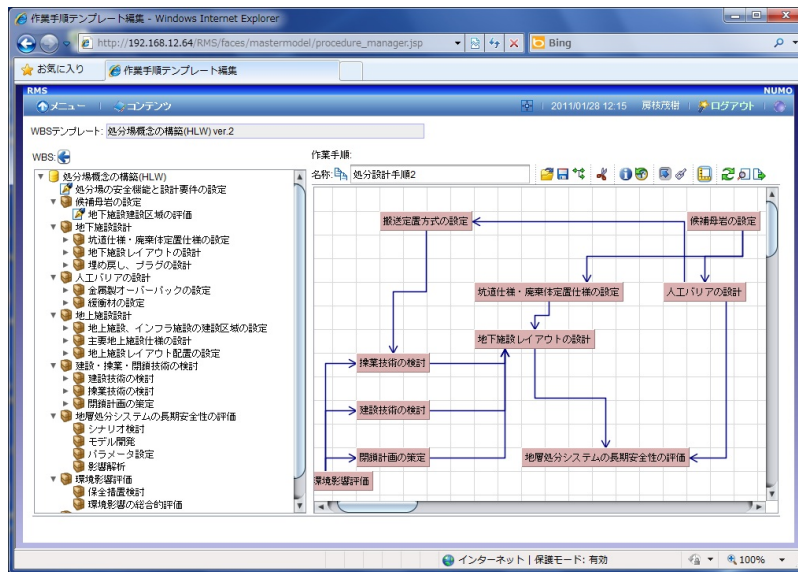 作業手順テンプレート編集 - Windows Internet Explorer
http://192.168.12.64/RMS/faces/mastermodel/procedure_manager.jsp
Bing
お気に入り
作業手順テンプレート編集
RMS
NUMO
メニュー
コンテンツ
2011/01/28 12:15
房枝茂樹
ログアウト
WBSテンプレート: 処分場概念の構築(HLW) ver.2
WBS:
処分場概念の構築(HLW)
処分場の安全機能と設計要件の設定
候補母岩の設定
地下施設建設区域の評価
地下施設設計
坑道仕様・廃棄体定置仕様の設定
地下施設レイアウトの設計
埋め戻し、プラグの設計
人工バリアの設計
金属製オーバーパックの設定
緩衝材の設定
地上施設設計
地上施設、インフラ施設の建設区域の設定
主要地上施設仕様の設計
地上施設レイアウト配置の設定
建設・操業・閉鎖技術の検討
建設技術の検討
操業技術の検討
閉鎖計画の策定
地層処分システムの長期安全性の評価
シナリオ検討
モデル開発
パラメータ設定
影響解析
環境影響評価
保全措置検討
環境影響の総合的評価
作業手順:
名称: 処分設計手順2
搬送定置方式の設定
候補母岩の設定
坑道仕様・廃棄体定置仕様の設定
人工バリアの設計
地下施設レイアウトの設計
操業技術の検討
建設技術の検討
閉鎖計画の策定
地層処分システムの長期安全性の評価
環境影響評価
インターネット | 保護モード: 有効
100%